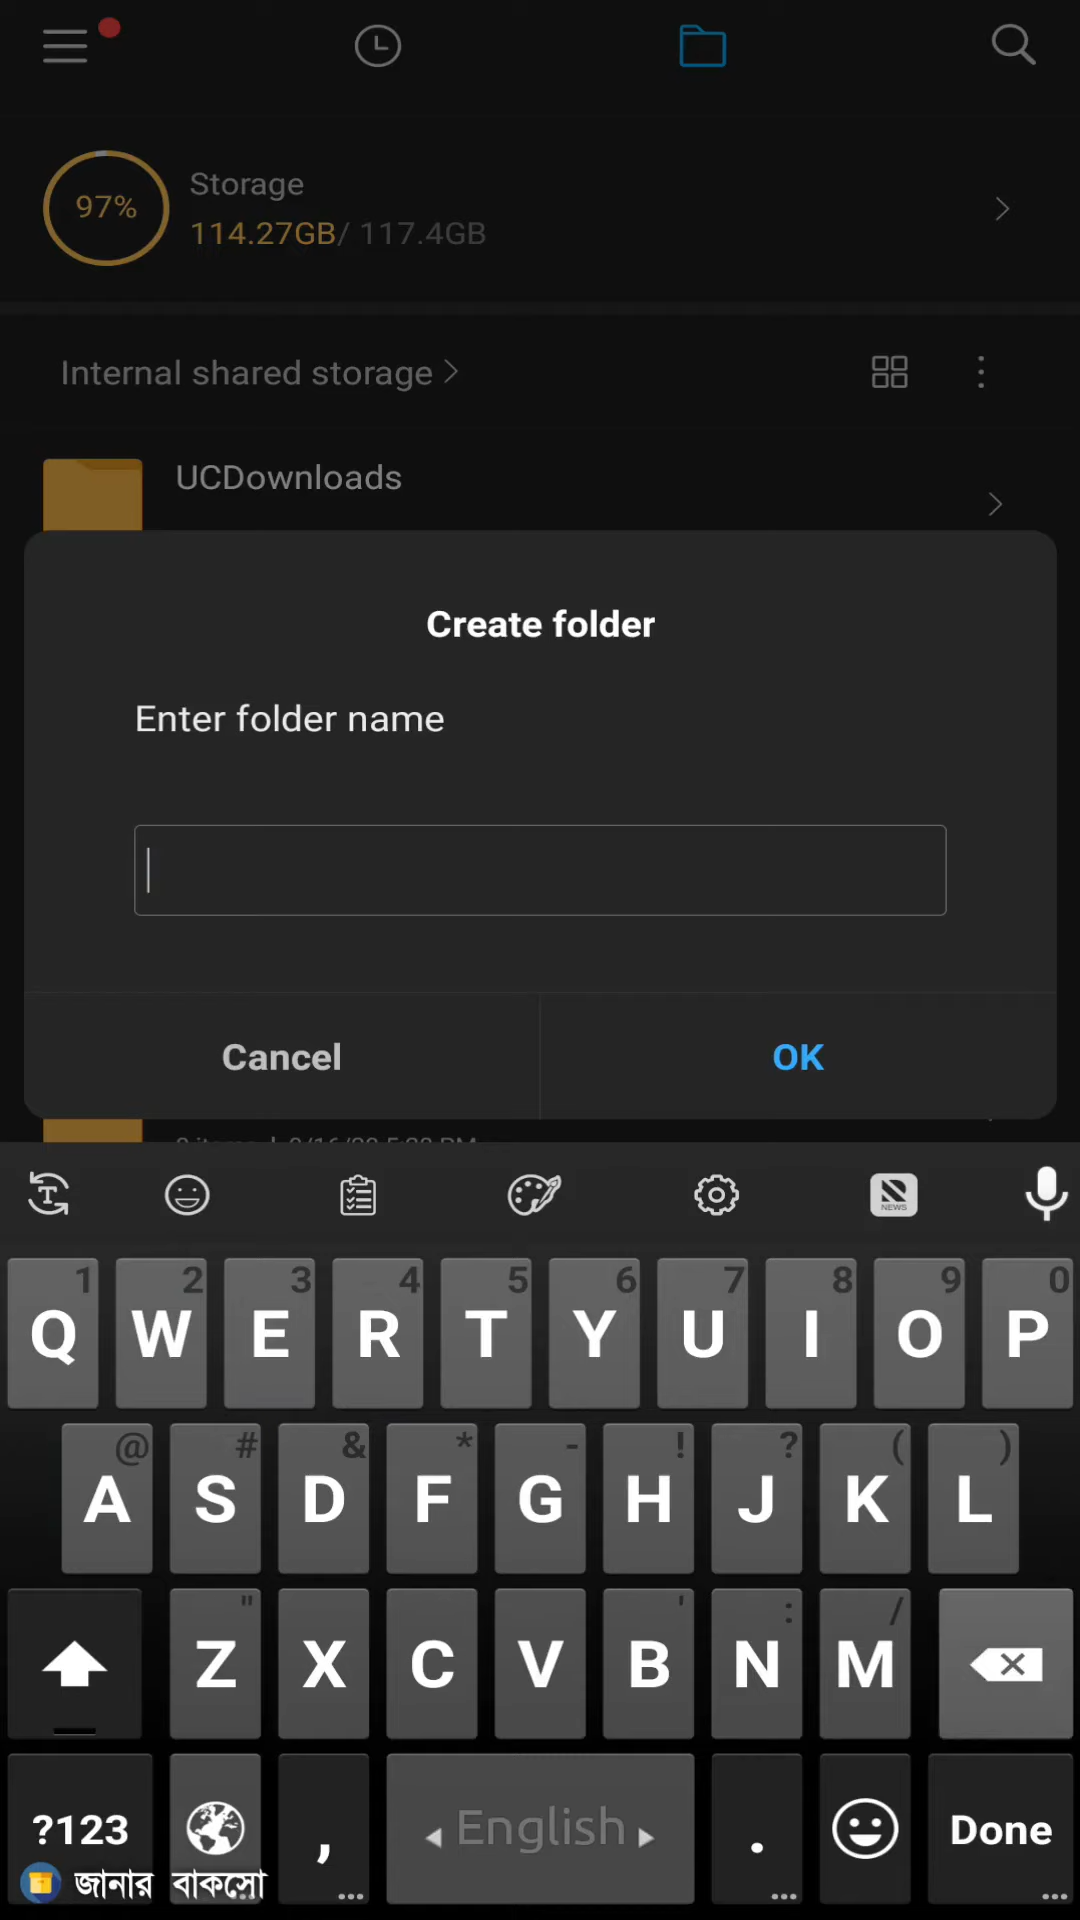 97%
Storage
114.27GB/ 117.4GB
Internal shared storage
UCDownloads
Create folder
Enter folder name
Cancel OK
NEWS
1 2 3 4 5 6 7 8 9 0
Q W E R T Y U I O P
@ # & * - ! ? ( )
A S D F G H J K L
" ' : /
Z X C V B N M
?123 , English . Done
জানার বাকসো